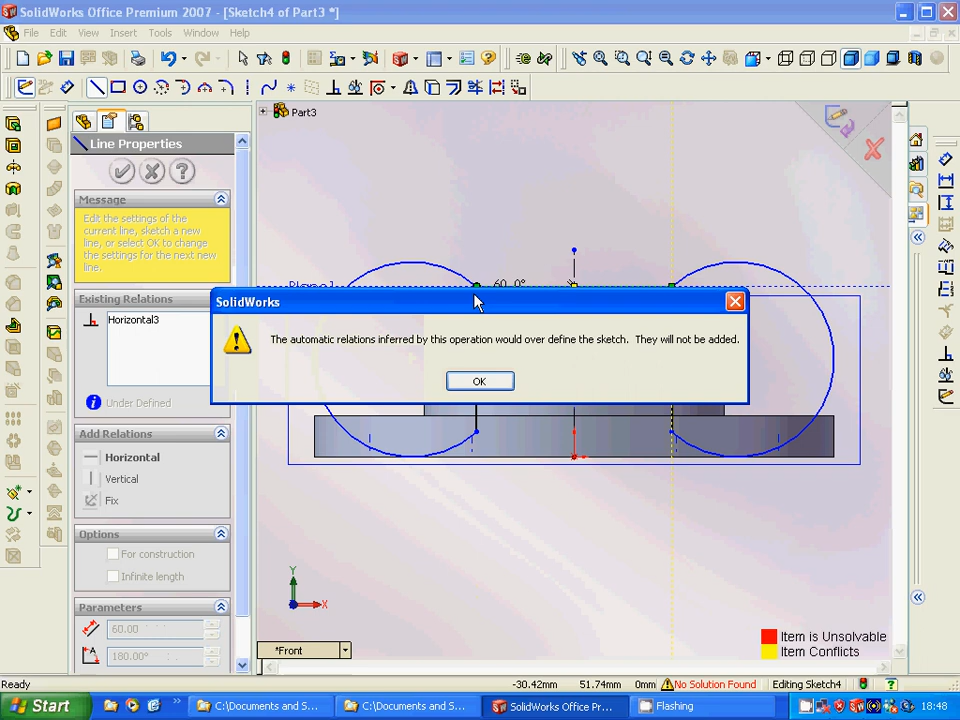 SolidWorks Office Premium 2007 - [Sketch4 of Part3 *]
File Edit View Insert Tools Window Help
Part3
Line Properties
Message
Edit the settings of the
current line, sketch a new
line, or select OK to change
the settings for the next new
line.
Existing Relations
Horizontal3
Under Defined
Add Relations
Horizontal
Vertical
Fix
Options
For construction
Infinite length
Parameters
60.00
180.00°
60.0°
SolidWorks
The automatic relations inferred by this operation would over define the sketch. They will not be added.
OK
Y
X
*Front
Item is Unsolvable
Item Conflicts
Ready
-30.42mm 51.74mm 0mm No Solution Found Editing Sketch4
Start
C:\Documents and S...
C:\Documents and S...
SolidWorks Office Pr...
Flashing
18:48